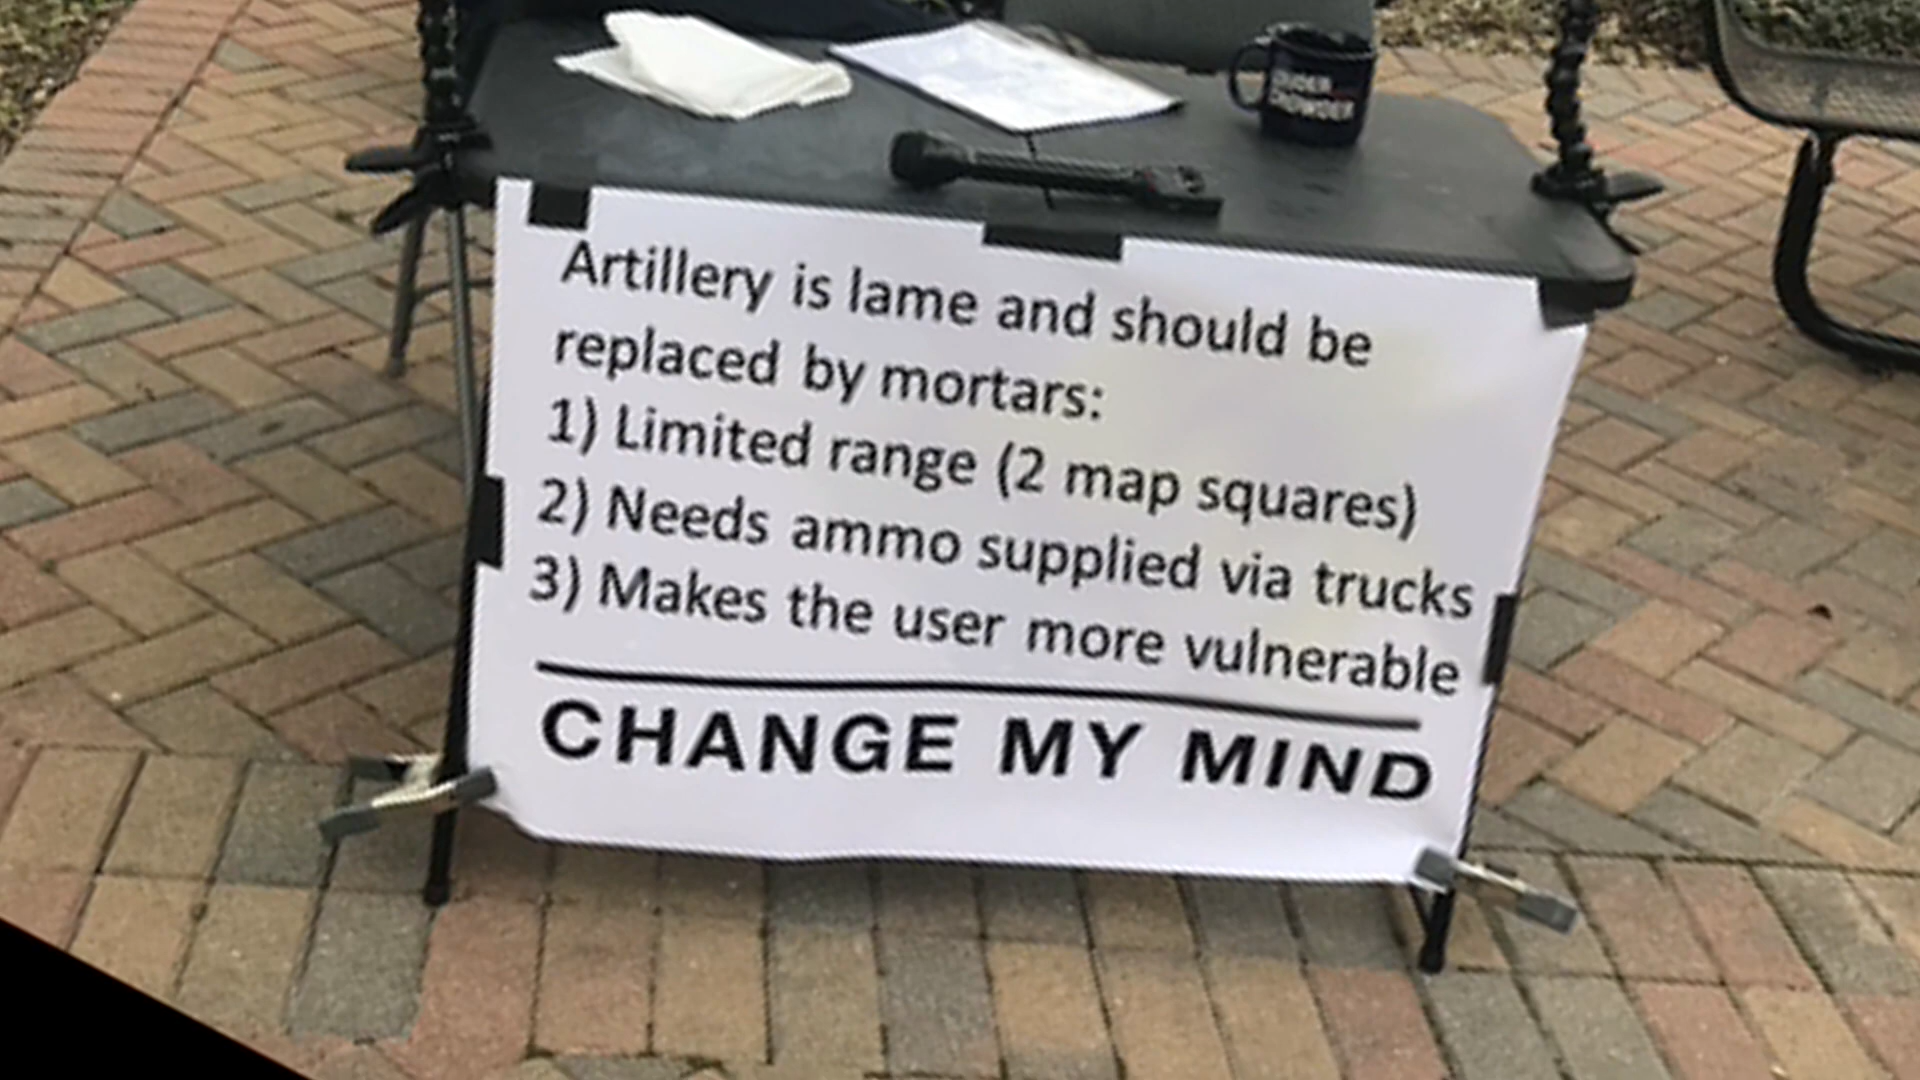 Artillery is lame and should be
replaced by mortars:
1) Limited range (2 map squares)
2) Needs ammo supplied via trucks
3) Makes the user more vulnerable
CHANGE MY MIND